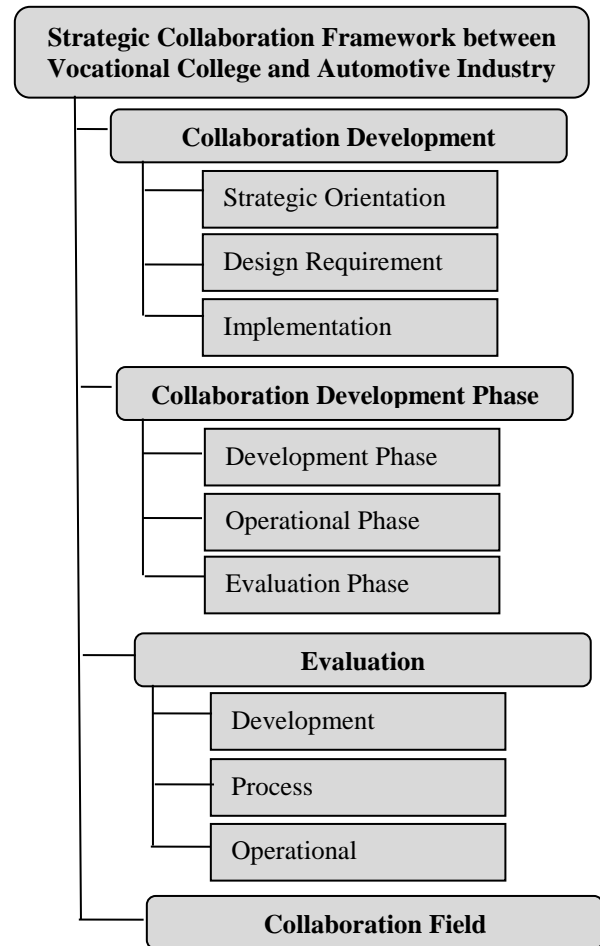 Strategic Collaboration Framework between
Vocational College and Automotive Industry
Collaboration Development
Strategic Orientation
Design Requirement
Implementation
Collaboration Development Phase
Development Phase
Operational Phase
Evaluation Phase
Evaluation
Development
Process
Operational
Collaboration Field